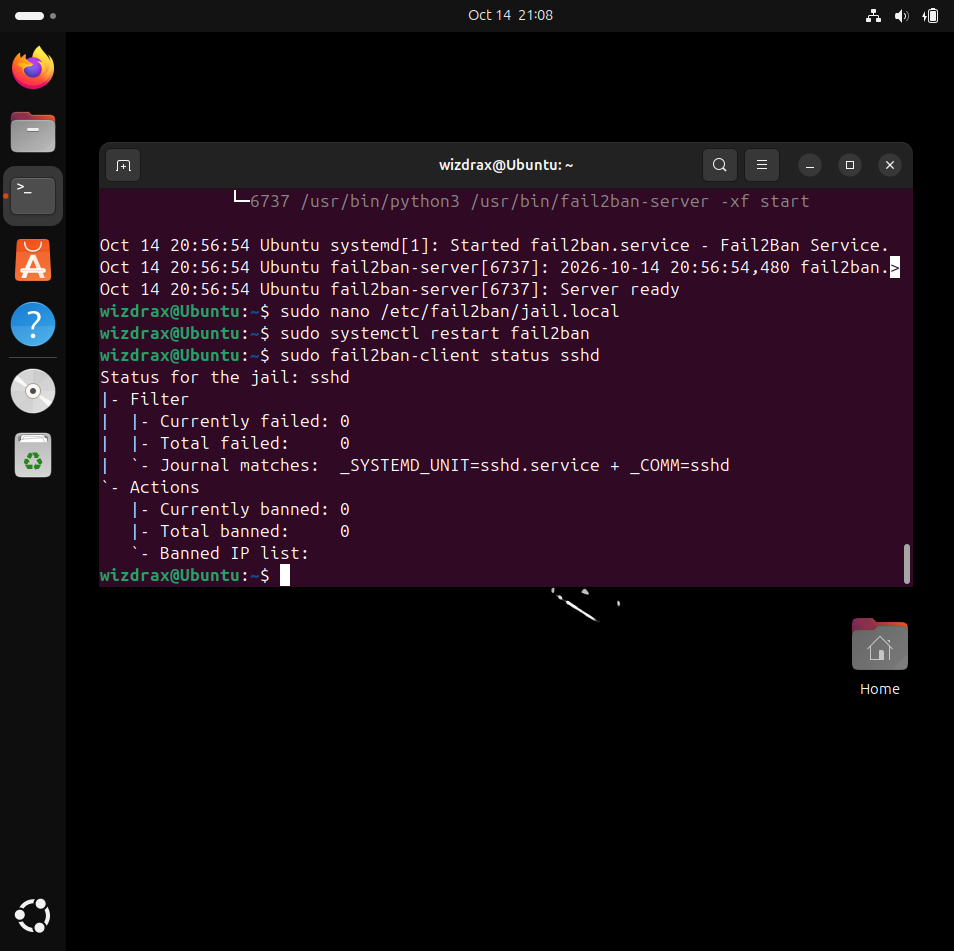 Oct 14 21:08
wizdrax@Ubuntu: ~
└─6737 /usr/bin/python3 /usr/bin/fail2ban-server -xf start
Oct 14 20:56:54 Ubuntu systemd[1]: Started fail2ban.service - Fail2Ban Service.
Oct 14 20:56:54 Ubuntu fail2ban-server[6737]: 2026-10-14 20:56:54,480 fail2ban.>
Oct 14 20:56:54 Ubuntu fail2ban-server[6737]: Server ready
wizdrax@Ubuntu:~$ sudo nano /etc/fail2ban/jail.local
wizdrax@Ubuntu:~$ sudo systemctl restart fail2ban
wizdrax@Ubuntu:~$ sudo fail2ban-client status sshd
Status for the jail: sshd
|- Filter
|  |- Currently failed: 0
|  |- Total failed:     0
|  `- Journal matches:  _SYSTEMD_UNIT=sshd.service + _COMM=sshd
`- Actions
   |- Currently banned: 0
   |- Total banned:     0
   `- Banned IP list:
wizdrax@Ubuntu:~$
Home